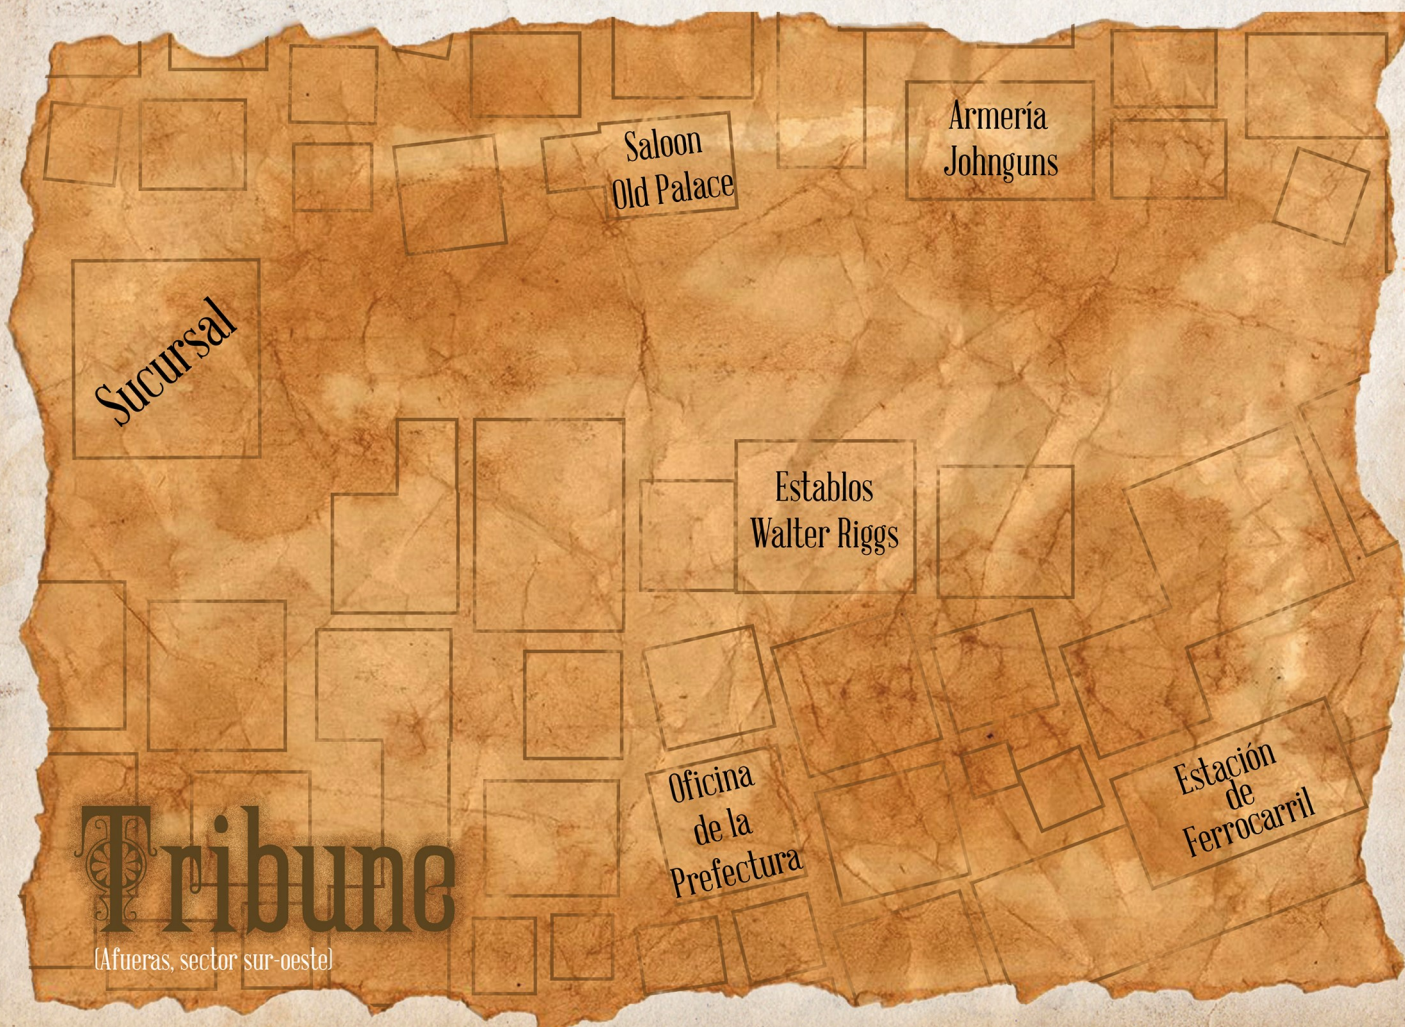 Saloon
Old Palace
Armería
Johnguns
Sucursal
Establos
Walter Riggs
Oficina
de la
Prefectura
Estación
de
Ferrocarril
Tribune
(Afueras, sector sur-oeste)